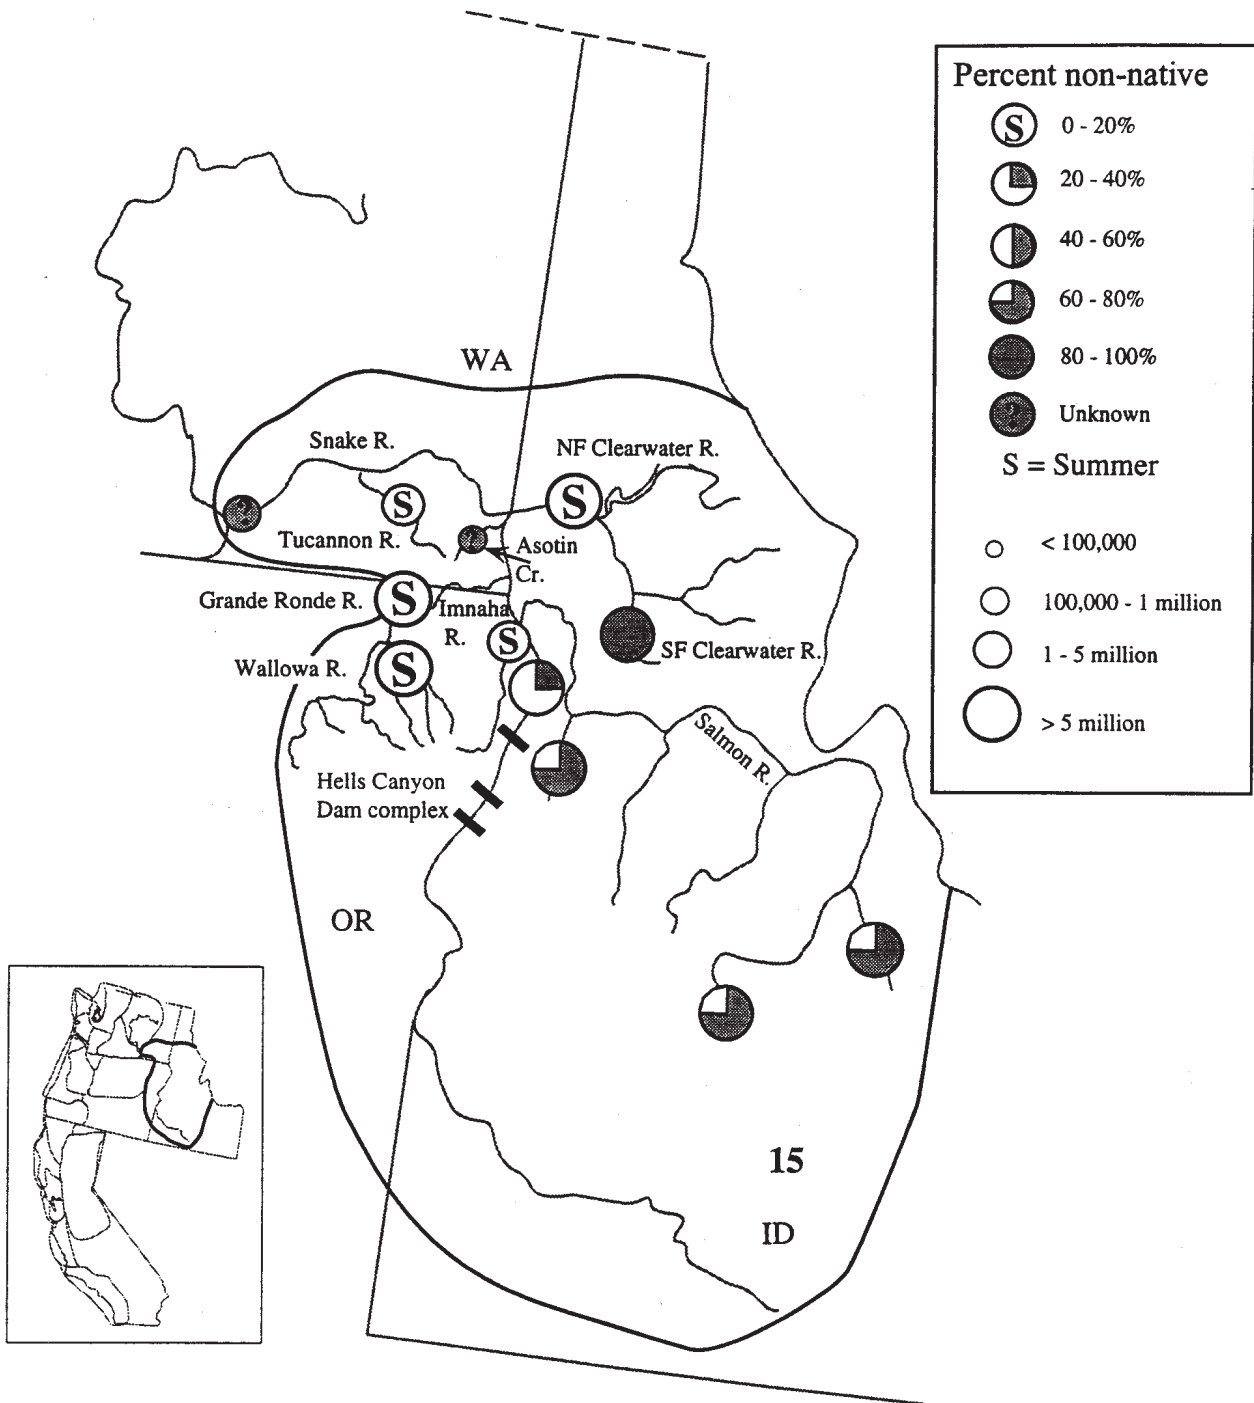 Percent non-native
S 0 - 20%
20 - 40%
40 - 60%
60 - 80%
80 - 100%
? Unknown
S = Summer
< 100,000
100,000 - 1 million
1 - 5 million
> 5 million
WA
Snake R.
NF Clearwater R.
S
S
?
Tucannon R.
?
Asotin
Cr.
Grande Ronde R.
S
Imnaha
R.
S
SF Clearwater R.
Wallowa R.
S
Salmon R.
Hells Canyon
Dam complex
OR
15
ID